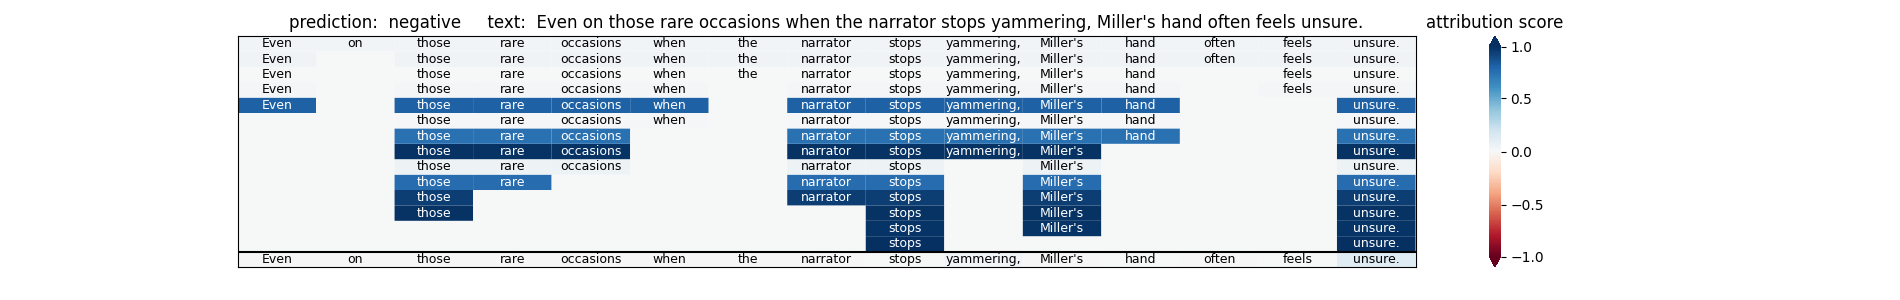 prediction:  negative     text:  Even on those rare occasions when the narrator stops yammering, Miller's hand often feels unsure.     attribution score
Even on those rare occasions when the narrator stops yammering, Miller's hand often feels unsure.
Even those rare occasions when the narrator stops yammering, Miller's hand often feels unsure.
Even those rare occasions when the narrator stops yammering, Miller's hand feels unsure.
Even those rare occasions when narrator stops yammering, Miller's hand feels unsure.
Even those rare occasions when narrator stops yammering, Miller's hand unsure.
those rare occasions when narrator stops yammering, Miller's hand unsure.
those rare occasions narrator stops yammering, Miller's hand unsure.
those rare occasions narrator stops yammering, Miller's unsure.
those rare occasions narrator stops Miller's unsure.
those rare narrator stops Miller's unsure.
those narrator stops Miller's unsure.
those stops Miller's unsure.
stops Miller's unsure.
stops unsure.
Even on those rare occasions when the narrator stops yammering, Miller's hand often feels unsure.
1.0
0.5
0.0
−0.5
−1.0